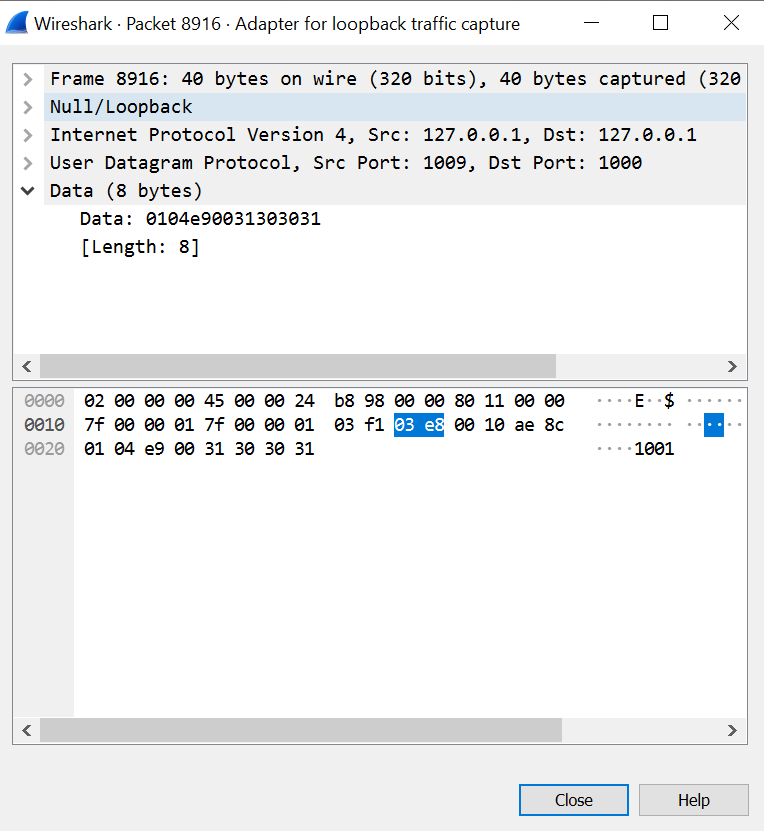 Wireshark · Packet 8916 · Adapter for loopback traffic capture
Frame 8916: 40 bytes on wire (320 bits), 40 bytes captured (320
Null/Loopback
Internet Protocol Version 4, Src: 127.0.0.1, Dst: 127.0.0.1
User Datagram Protocol, Src Port: 1009, Dst Port: 1000
Data (8 bytes)
Data: 0104e90031303031
[Length: 8]
0000 02 00 00 00 45 00 00 24 b8 98 00 00 80 11 00 00 ····E··$ ······
0010 7f 00 00 01 7f 00 00 01 03 f1 03 e8 00 10 ae 8c ········ ······
0020 01 04 e9 00 31 30 30 31 ····1001
Close
Help